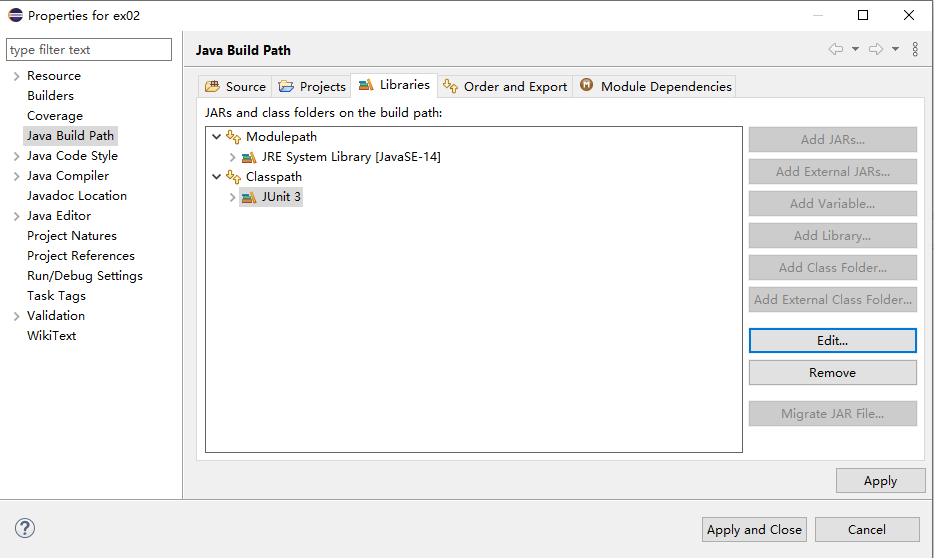 Properties for ex02
type filter text
Resource
Builders
Coverage
Java Build Path
Java Code Style
Java Compiler
Javadoc Location
Java Editor
Project Natures
Project References
Run/Debug Settings
Task Tags
Validation
WikiText
Java Build Path
Source Projects Libraries Order and Export Module Dependencies
JARs and class folders on the build path:
Modulepath
JRE System Library [JavaSE-14]
Classpath
JUnit 3
Add JARs...
Add External JARs...
Add Variable...
Add Library...
Add Class Folder...
Add External Class Folder...
Edit...
Remove
Migrate JAR File...
Apply
Apply and Close Cancel